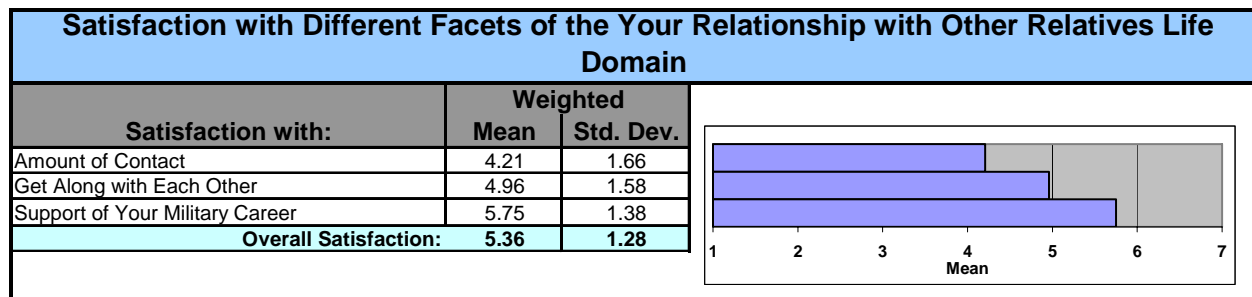 Satisfaction with Different Facets of the Your Relationship with Other Relatives Life
Domain
Weighted
Satisfaction with: Mean Std. Dev.
Amount of Contact 4.21 1.66
Get Along with Each Other 4.96 1.58
Support of Your Military Career 5.75 1.38
Overall Satisfaction: 5.36 1.28
1 2 3 4 5 6 7
Mean